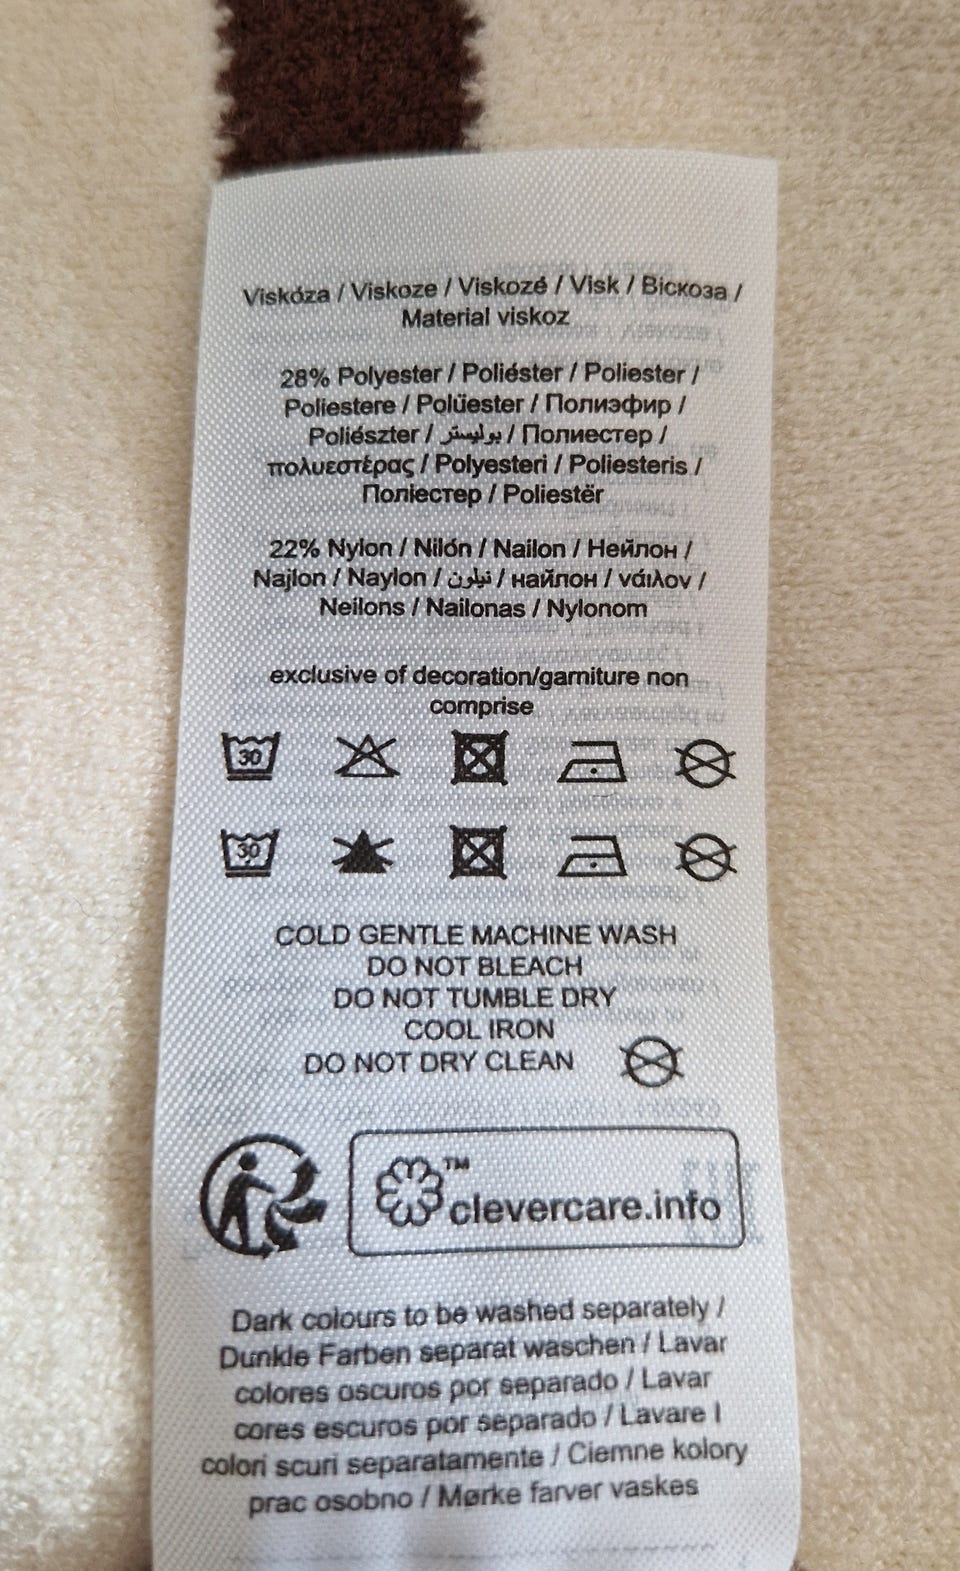 Viskóza / Viskoze / Viskozé / Visk / Віскоза /
Material viskoz
28% Polyester / Poliéster / Poliester /
Poliestere / Polüester / Полиэфир /
Poliészter / بوليستر / Полиестер /
πολυεστέρας / Polyesteri / Poliesteris /
Поліестер / Poliestër
22% Nylon / Nilón / Nailon / Нейлон /
Najlon / Naylon / نيلون / найлон / νάιλον /
Neilons / Nailonas / Nylonom
exclusive of decoration/garniture non
comprise
30
30
COLD GENTLE MACHINE WASH
DO NOT BLEACH
DO NOT TUMBLE DRY
COOL IRON
DO NOT DRY CLEAN
™
clevercare.info
Dark colours to be washed separately /
Dunkle Farben separat waschen / Lavar
colores oscuros por separado / Lavar
cores escuros por separado / Lavare I
colori scuri separatamente / Ciemne kolory
prac osobno / Mørke farver vaskes